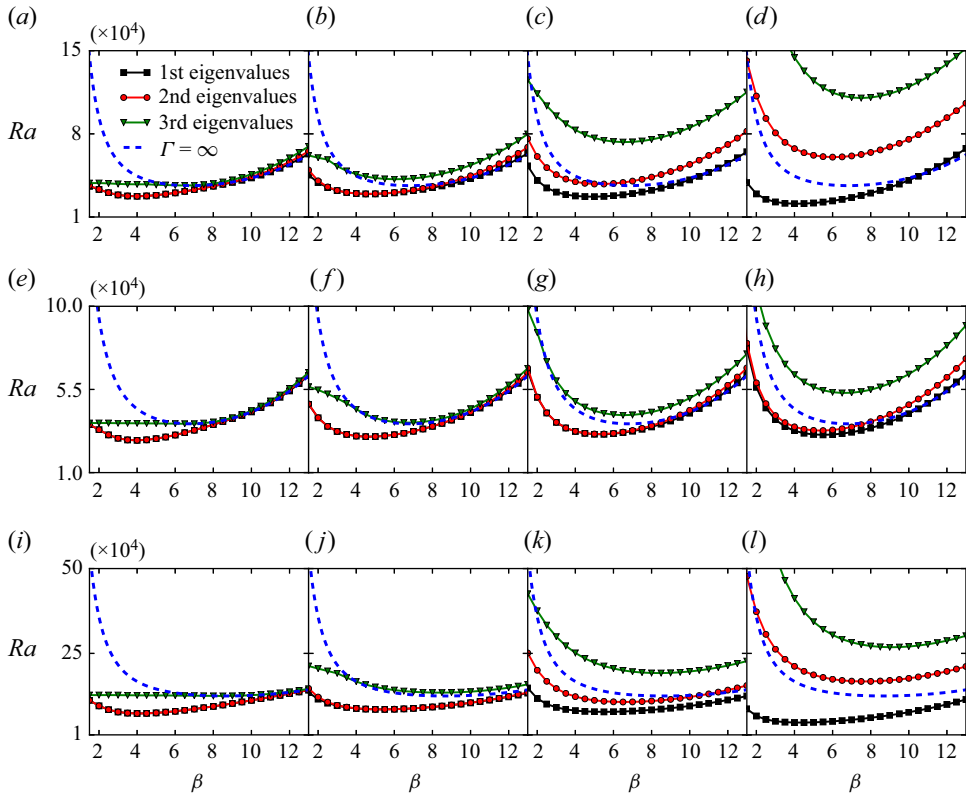 (a) (b) (c) (d)
(×10⁴)
15
8
1
Ra
1st eigenvalues
2nd eigenvalues
3rd eigenvalues
Γ = ∞
2 4 6 8 10 12 2 4 6 8 10 12 2 4 6 8 10 12 2 4 6 8 10 12
(e) (f) (g) (h)
(×10⁴)
10.0
5.5
1.0
Ra
2 4 6 8 10 12 2 4 6 8 10 12 2 4 6 8 10 12 2 4 6 8 10 12
(i) (j) (k) (l)
(×10⁴)
50
25
1
Ra
2 4 6 8 10 12 2 4 6 8 10 12 2 4 6 8 10 12 2 4 6 8 10 12
β β β β